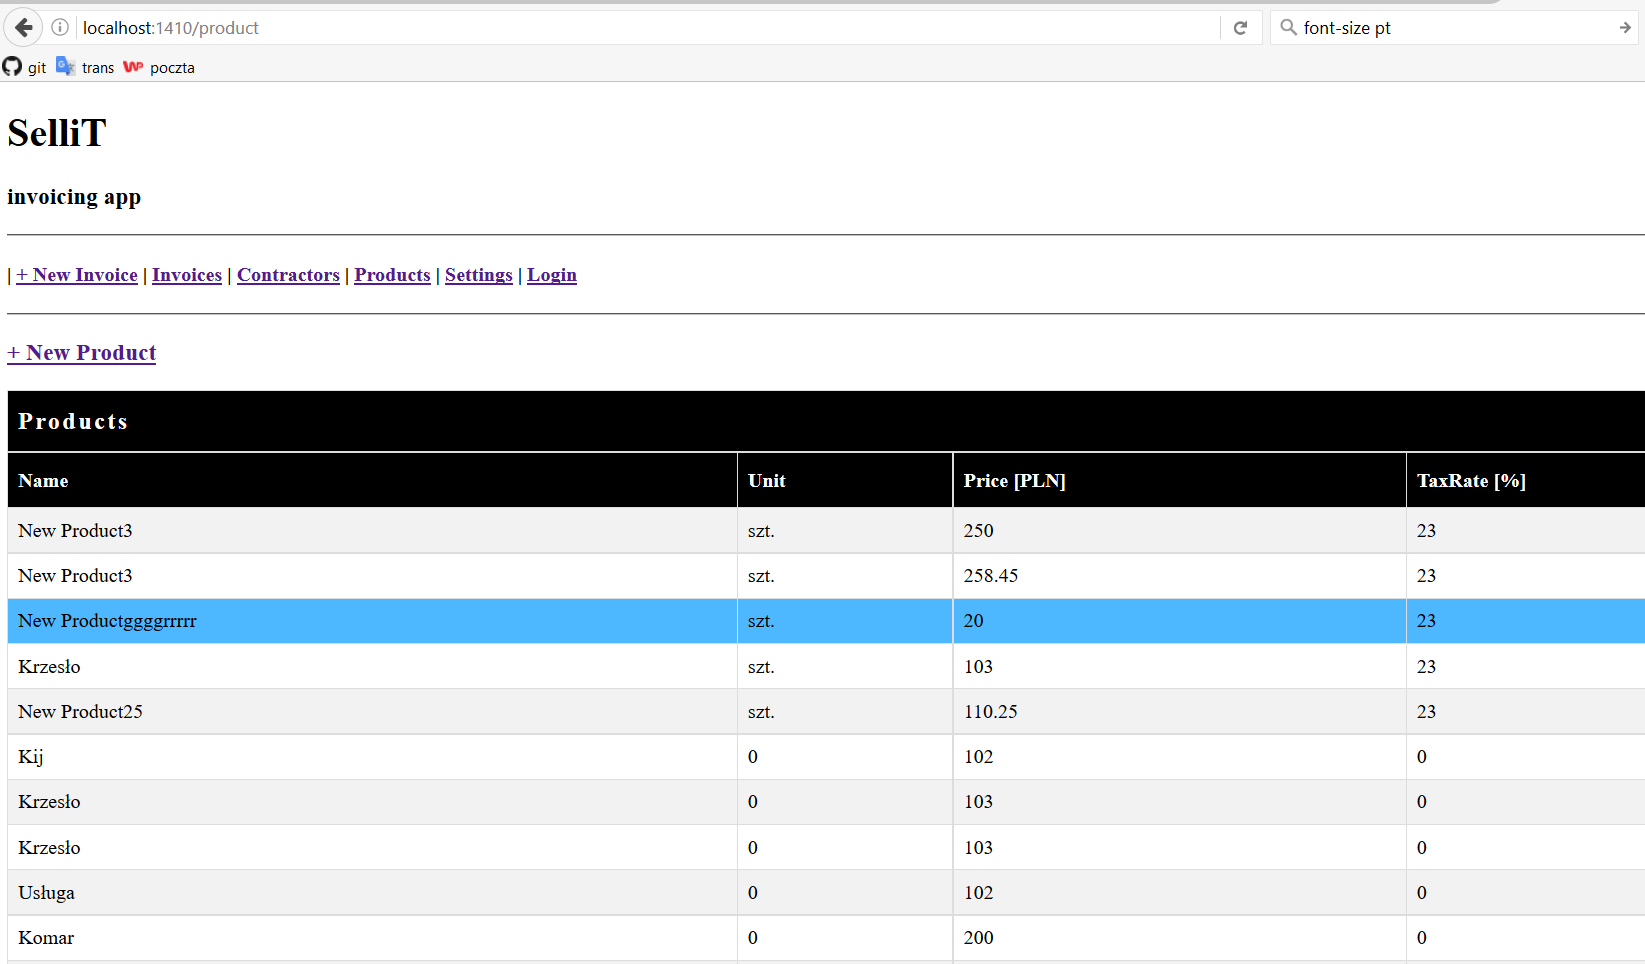 localhost:1410/product font-size pt
git trans poczta
SelliT
invoicing app
| + New Invoice | Invoices | Contractors | Products | Settings | Login
+ New Product
Products
Name Unit Price [PLN] TaxRate [%]
New Product3 szt. 250 23
New Product3 szt. 258.45 23
New Productggggrrrrr szt. 20 23
Krzesło szt. 103 23
New Product25 szt. 110.25 23
Kij 0 102 0
Krzesło 0 103 0
Krzesło 0 103 0
Usługa 0 102 0
Komar 0 200 0